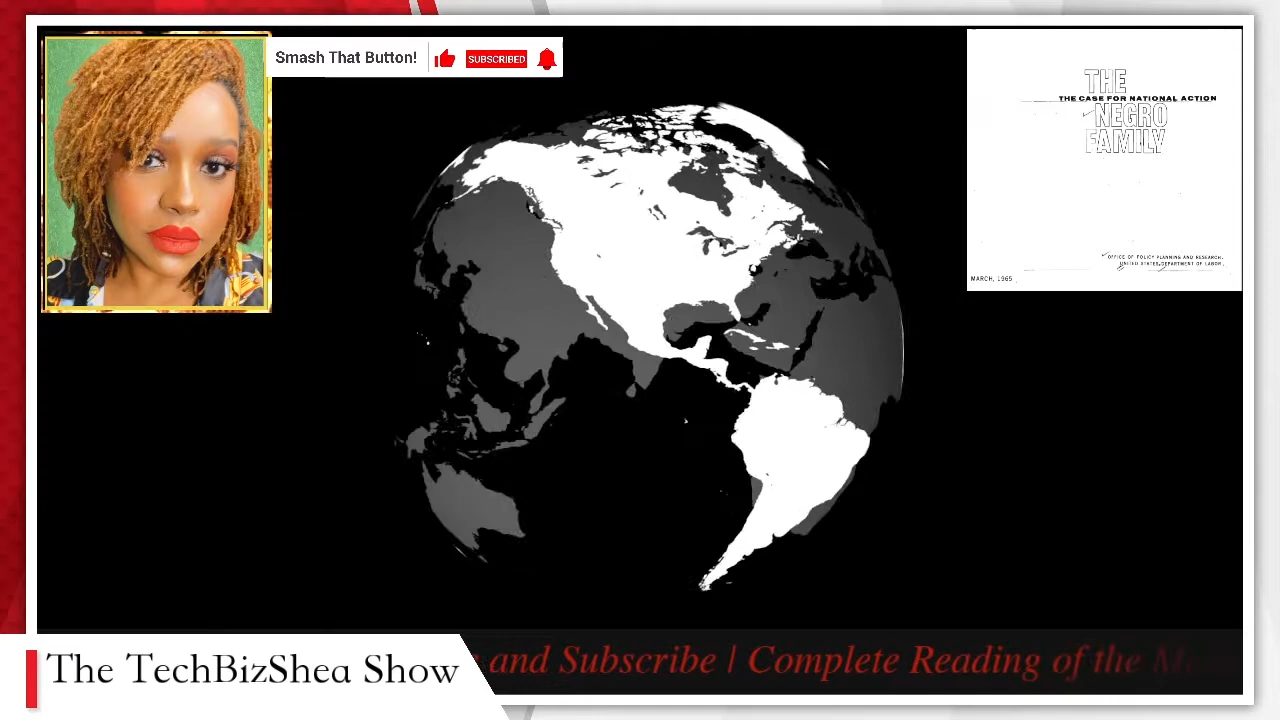 Smash That Button!
SUBSCRIBED
THE
THE CASE FOR NATIONAL ACTION
NEGRO
FAMILY
OFFICE OF POLICY PLANNING AND RESEARCH.
UNITED STATES DEPARTMENT OF LABOR.
MARCH, 1965
The TechBizShea Show
and Subscribe | Complete Reading of the